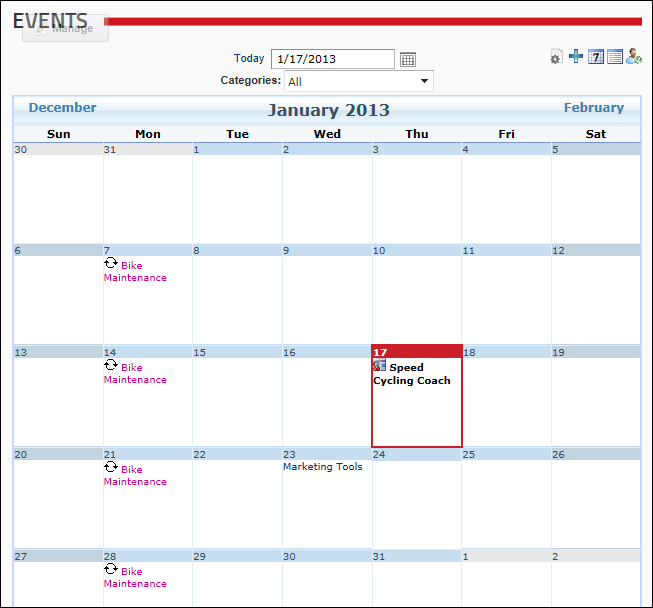 EVENTS
Manage
Today 1/17/2013
7
Categories: All
December January 2013 February
Sun Mon Tue Wed Thu Fri Sat
30 31 1 2 3 4 5
6 7 8 9 10 11 12
Bike
Maintenance
13 14 15 16 17 18 19
Bike Speed
Maintenance Cycling Coach
20 21 22 23 24 25 26
Bike Marketing Tools
Maintenance
27 28 29 30 31 1 2
Bike
Maintenance